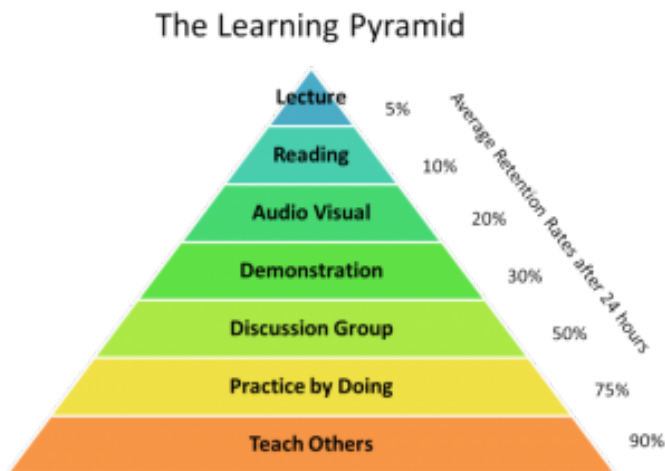 The Learning Pyramid
Lecture
5%
Reading
10%
Audio Visual
20%
Demonstration
30%
Discussion Group
50%
Practice by Doing
75%
Teach Others
90%
Average Retention Rates after 24 hours